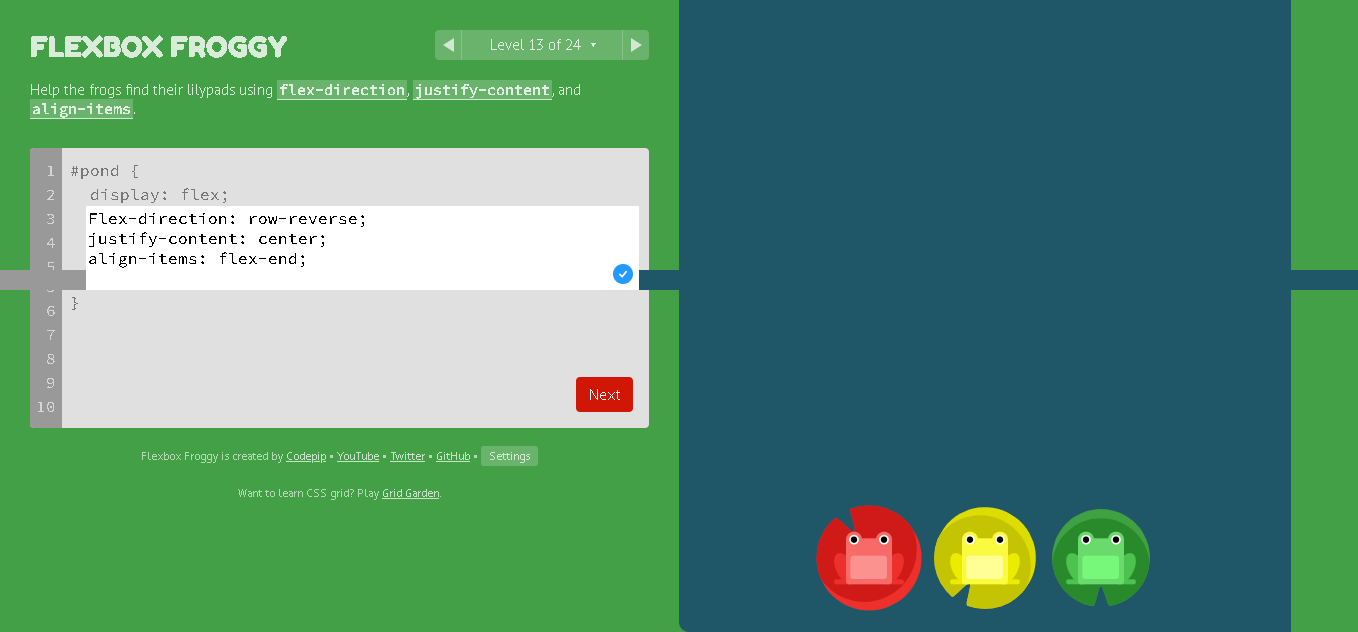 FLEXBOX FROGGY
Level 13 of 24
Help the frogs find their lilypads using flex-direction, justify-content, and
align-items.
1 #pond {
2 display: flex;
3 Flex-direction: row-reverse;
4 justify-content: center;
5 align-items: flex-end;
6 }
7
8
9
10
Next
Flexbox Froggy is created by Codepip • YouTube • Twitter • GitHub • Settings
Want to learn CSS grid? Play Grid Garden.